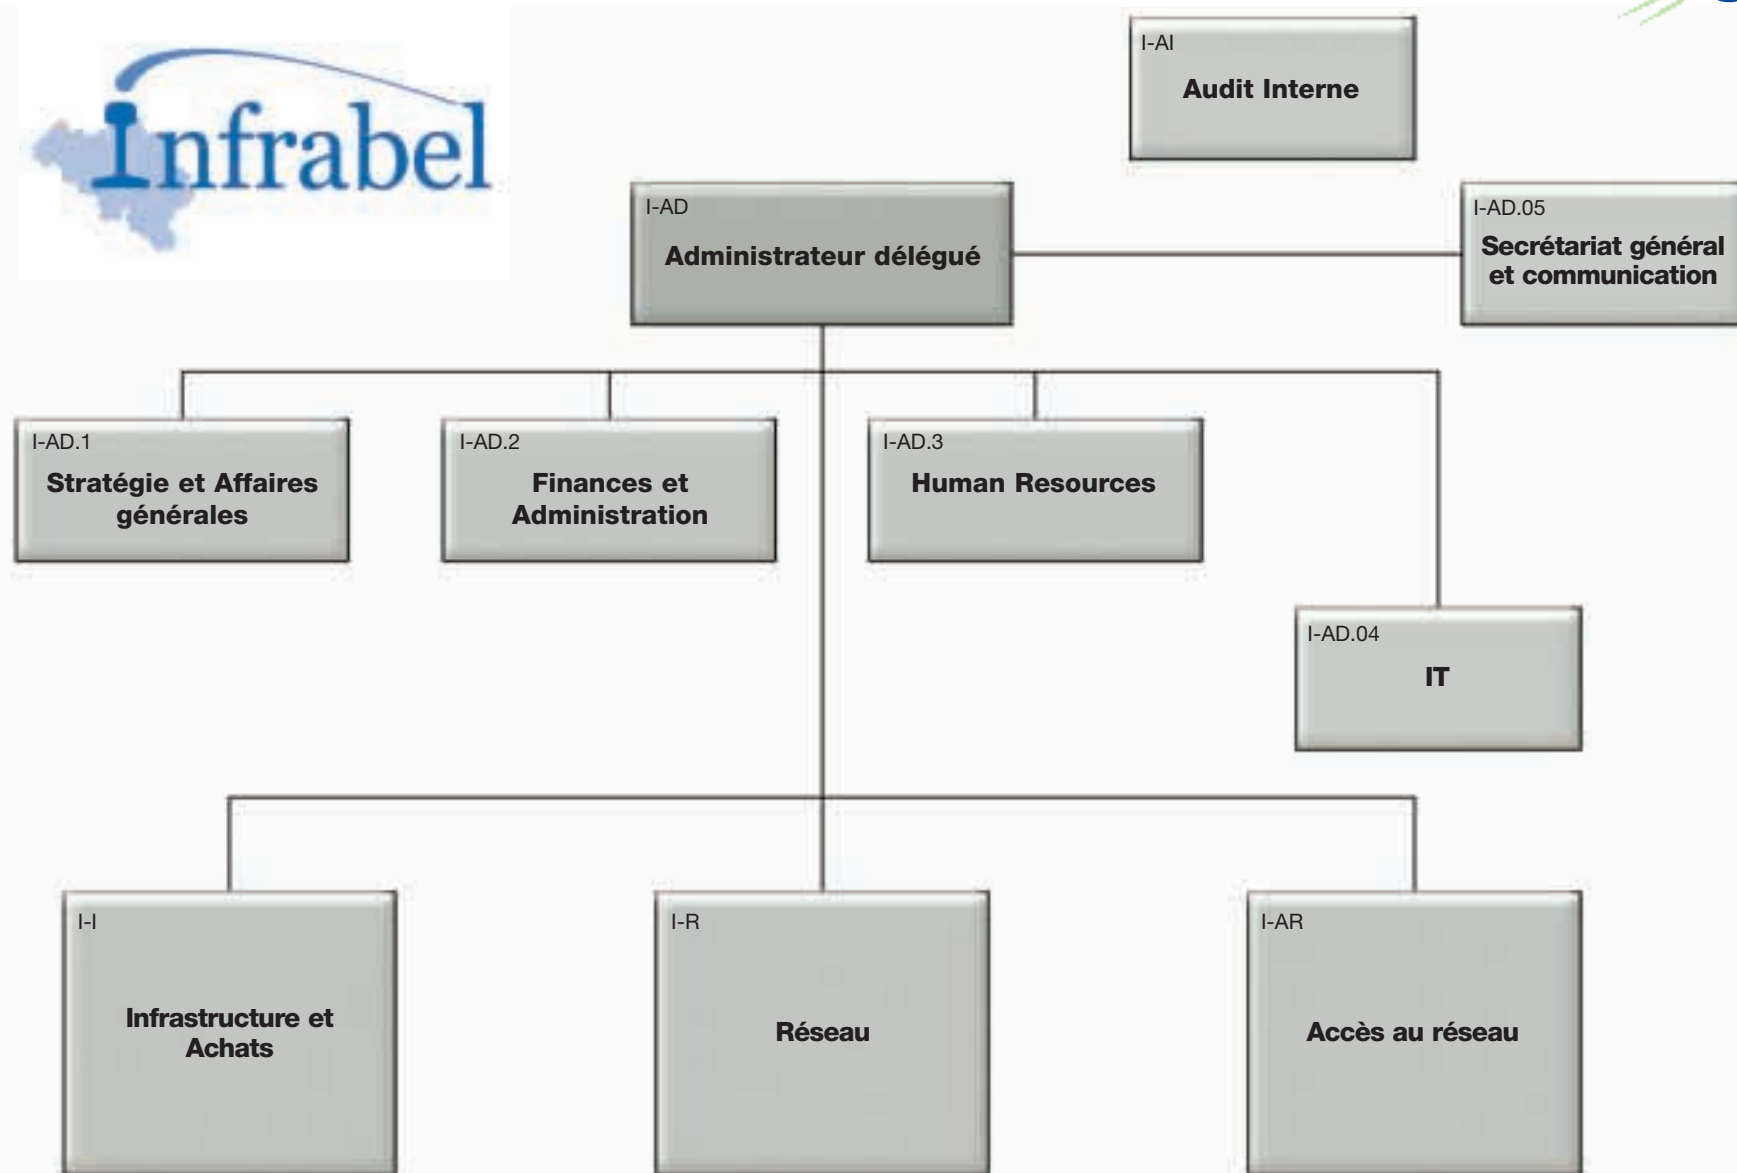 Infrabel
I-AI
Audit Interne
I-AD
Administrateur délégué
I-AD.05
Secrétariat général
et communication
I-AD.1
Stratégie et Affaires
générales
I-AD.2
Finances et
Administration
I-AD.3
Human Resources
I-AD.04
IT
I-I
Infrastructure et
Achats
I-R
Réseau
I-AR
Accès au réseau